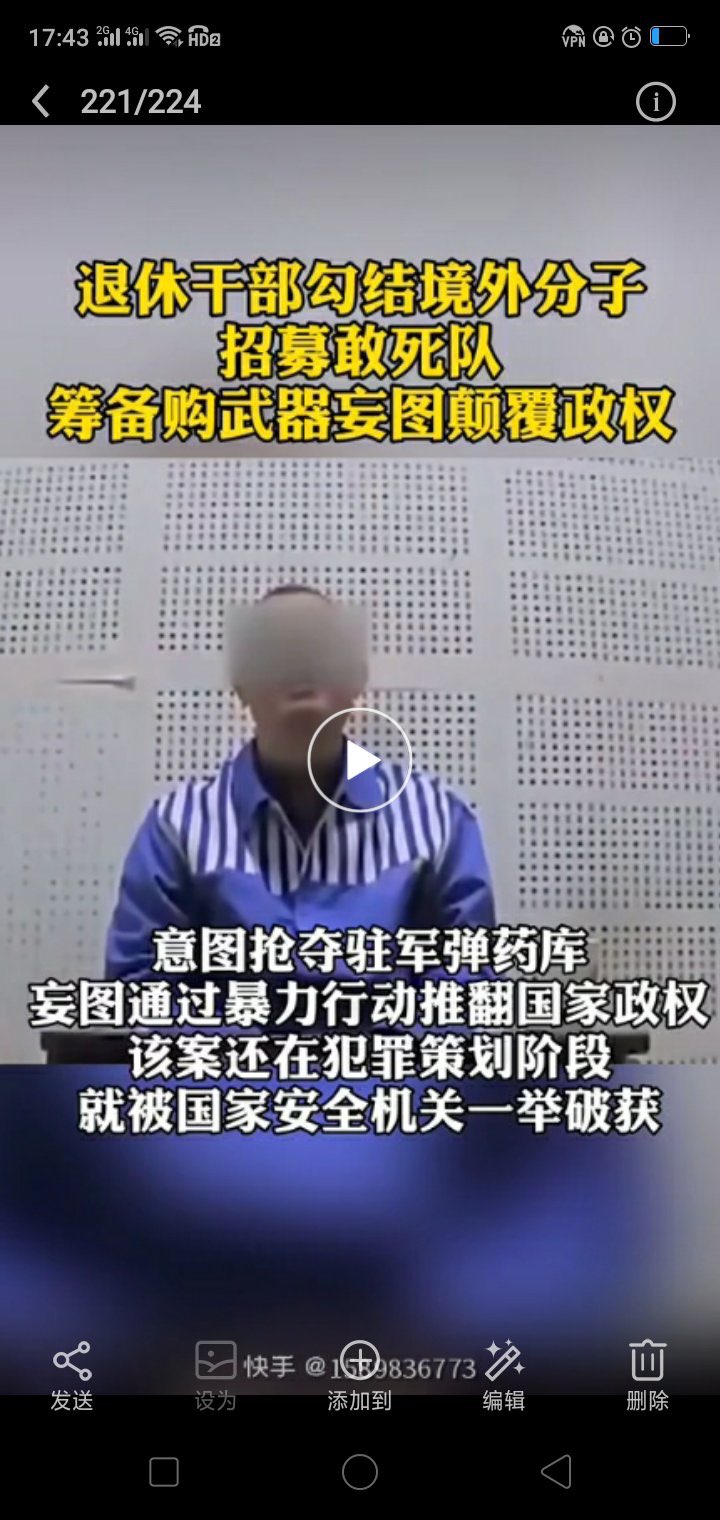 17:43 2G 4G HD2 VPN
221/224
退休干部勾结境外分子
招募敢死队
筹备购武器妄图颠覆政权
意图抢夺驻军弹药库
妄图通过暴力行动推翻国家政权
该案还在犯罪策划阶段
就被国家安全机关一举破获
快手
发送 设为 添加到 编辑 删除